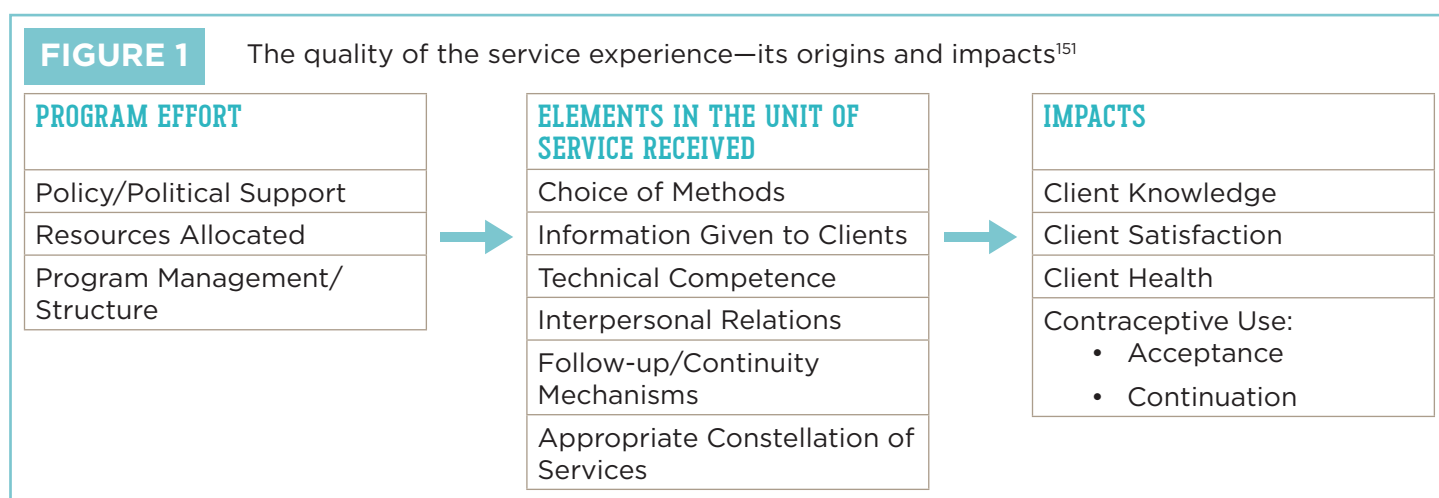 FIGURE 1
The quality of the service experience—its origins and impacts¹⁵¹
PROGRAM EFFORT
Policy/Political Support
Resources Allocated
Program Management/
Structure
ELEMENTS IN THE UNIT OF
SERVICE RECEIVED
Choice of Methods
Information Given to Clients
Technical Competence
Interpersonal Relations
Follow-up/Continuity
Mechanisms
Appropriate Constellation of
Services
IMPACTS
Client Knowledge
Client Satisfaction
Client Health
Contraceptive Use:
• Acceptance
• Continuation